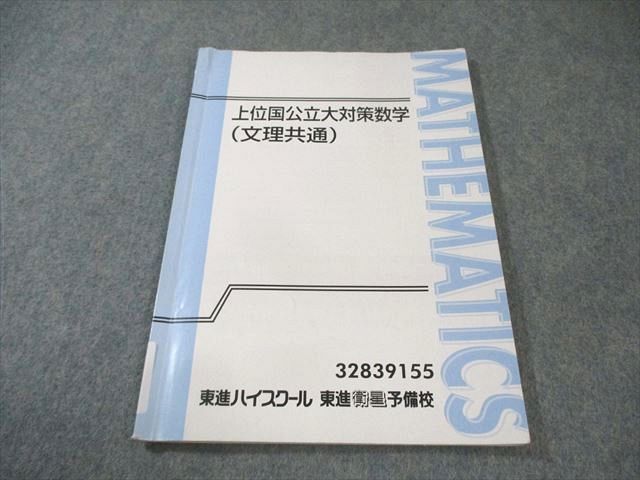 上位国公立大対策数学
（文理共通）
MATHEMATICS
32839155
東進ハイスクール 東進衛星予備校